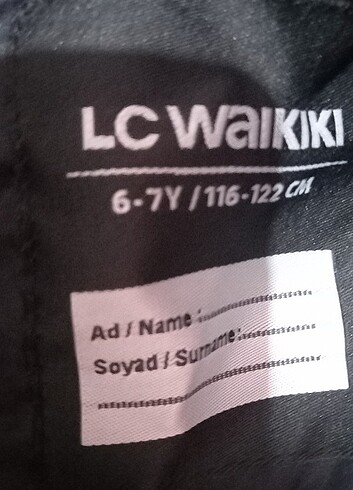 LC WAIKIKI
6-7Y / 116-122 CM
Ad / Name :....................
Soyad / Surname:.............
........................................